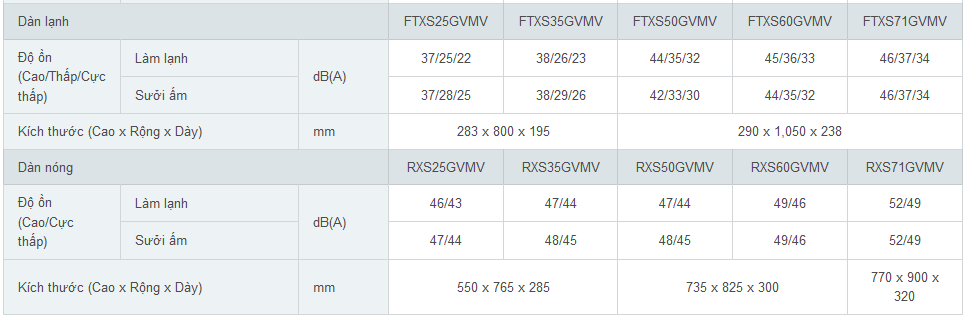 Dàn lạnh FTXS25GVMV FTXS35GVMV FTXS50GVMV FTXS60GVMV FTXS71GVMV
Độ ồn
(Cao/Thấp/Cực
thấp)
Làm lạnh dB(A) 37/25/22 38/26/23 44/35/32 45/36/33 46/37/34
Sưởi ấm 37/28/25 38/29/26 42/33/30 44/35/32 46/37/34
Kích thước (Cao x Rộng x Dày) mm 283 x 800 x 195 290 x 1,050 x 238
Dàn nóng RXS25GVMV RXS35GVMV RXS50GVMV RXS60GVMV RXS71GVMV
Độ ồn
(Cao/Cực
thấp)
Làm lạnh dB(A) 46/43 47/44 47/44 49/46 52/49
Sưởi ấm 47/44 48/45 48/45 49/46 52/49
Kích thước (Cao x Rộng x Dày) mm 550 x 765 x 285 735 x 825 x 300 770 x 900 x
320